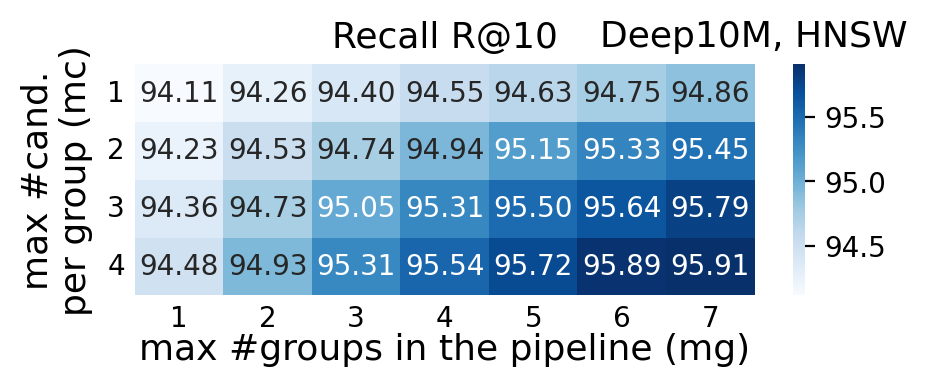 Recall R@10 Deep10M, HNSW
max #cand.
per group (mc)
1 94.11 94.26 94.40 94.55 94.63 94.75 94.86
2 94.23 94.53 94.74 94.94 95.15 95.33 95.45
3 94.36 94.73 95.05 95.31 95.50 95.64 95.79
4 94.48 94.93 95.31 95.54 95.72 95.89 95.91
1 2 3 4 5 6 7
max #groups in the pipeline (mg)
95.5
95.0
94.5